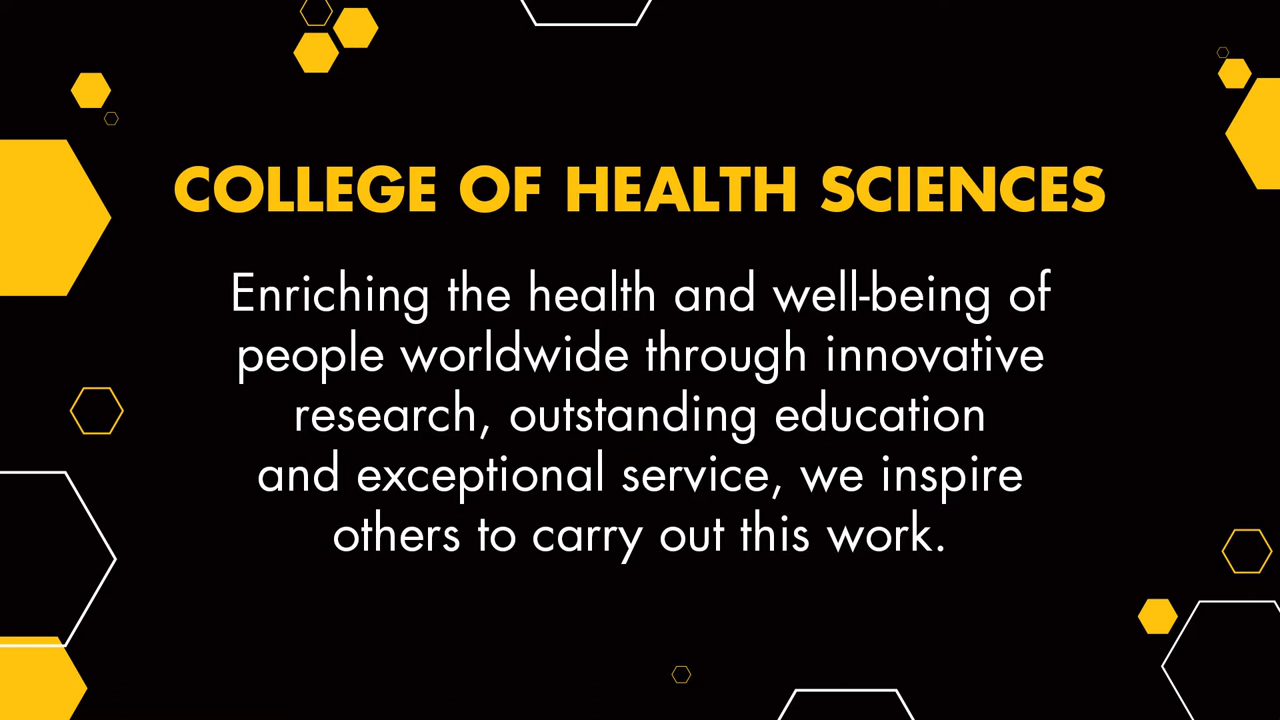 COLLEGE OF HEALTH SCIENCES
Enriching the health and well-being of
people worldwide through innovative
research, outstanding education
and exceptional service, we inspire
others to carry out this work.